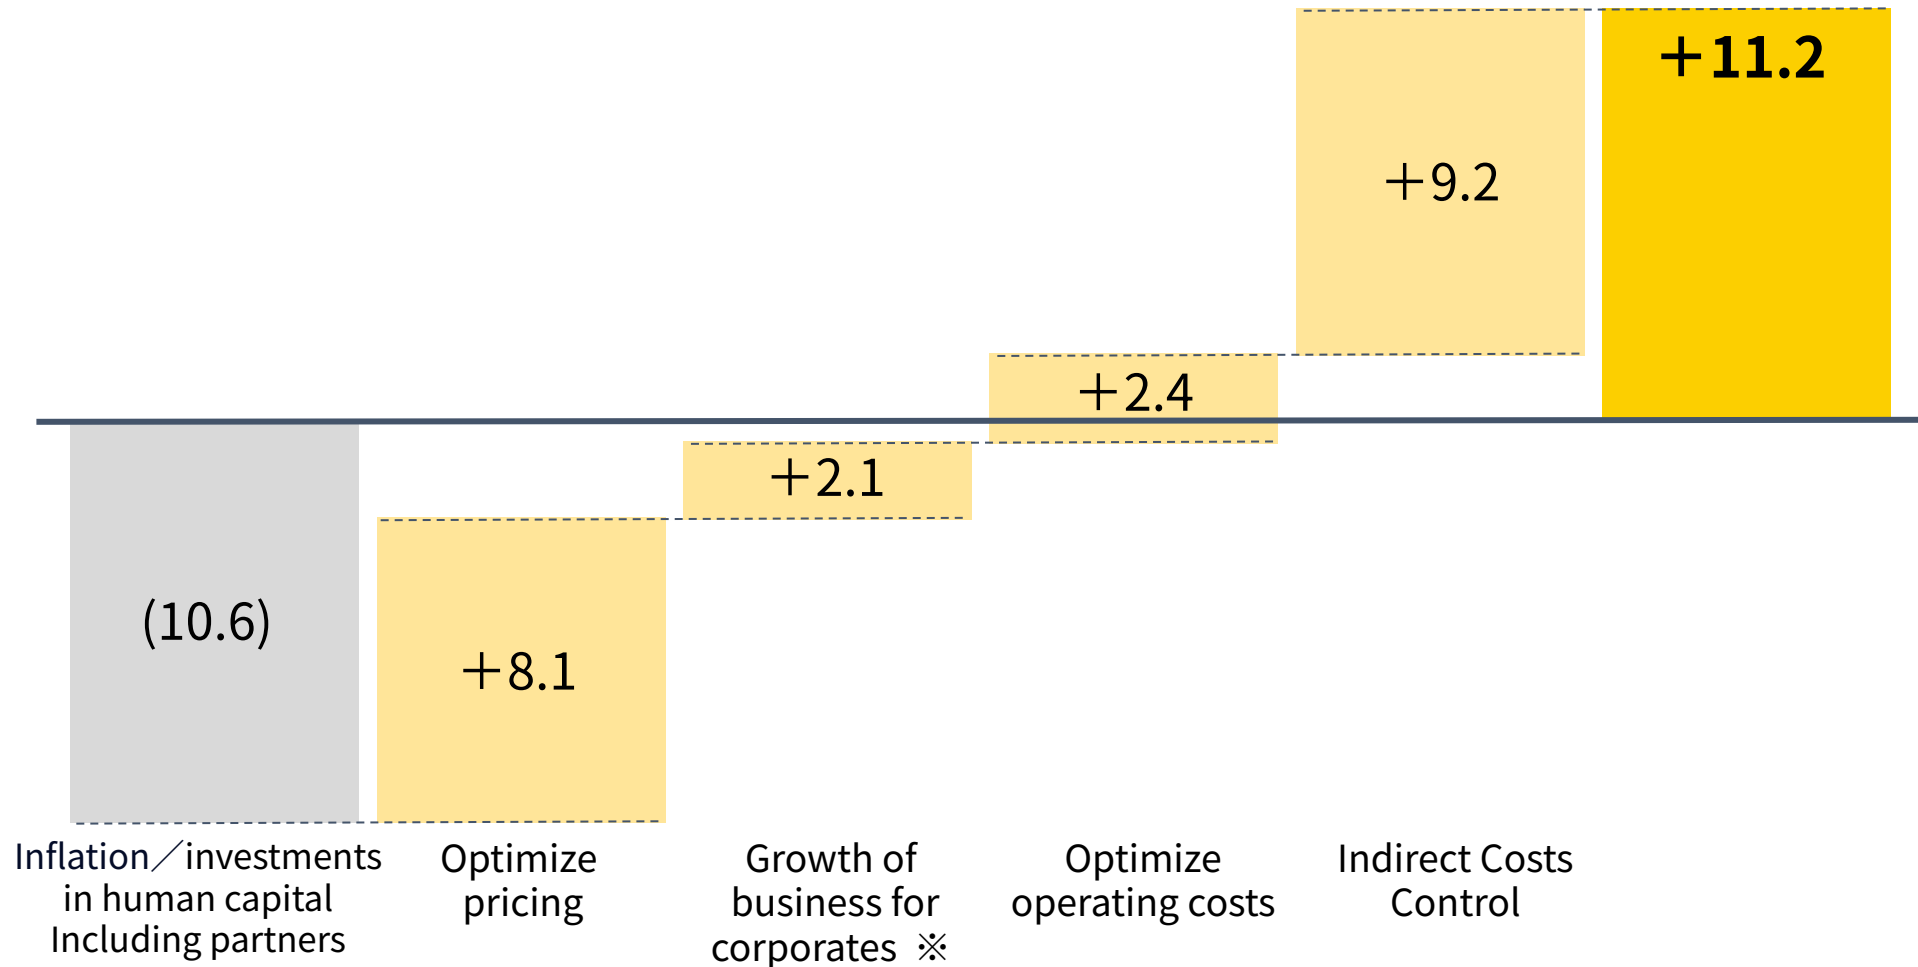 +11.2
+9.2
+2.4
+2.1
(10.6)
+8.1
Inflation／investments
in human capital
Including partners
Optimize
pricing
Growth of
business for
corporates ※
Optimize
operating costs
Indirect Costs
Control